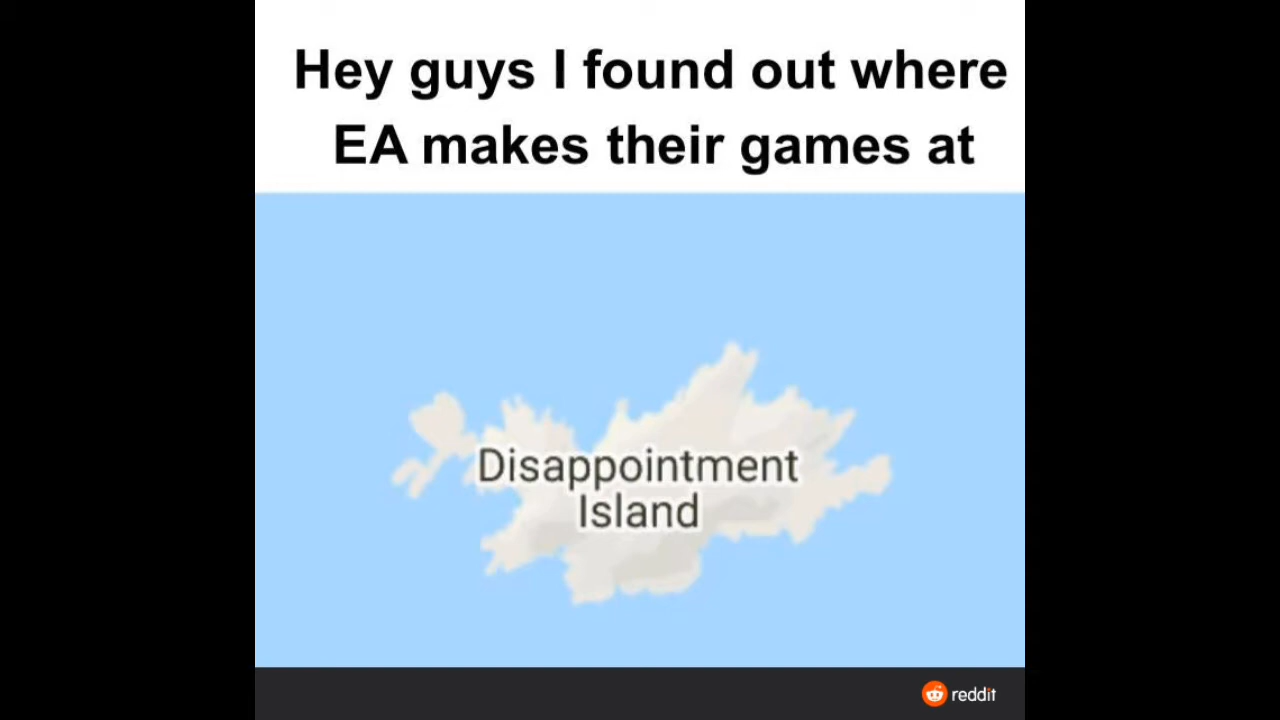 Hey guys I found out where
EA makes their games at
Disappointment
Island
reddit